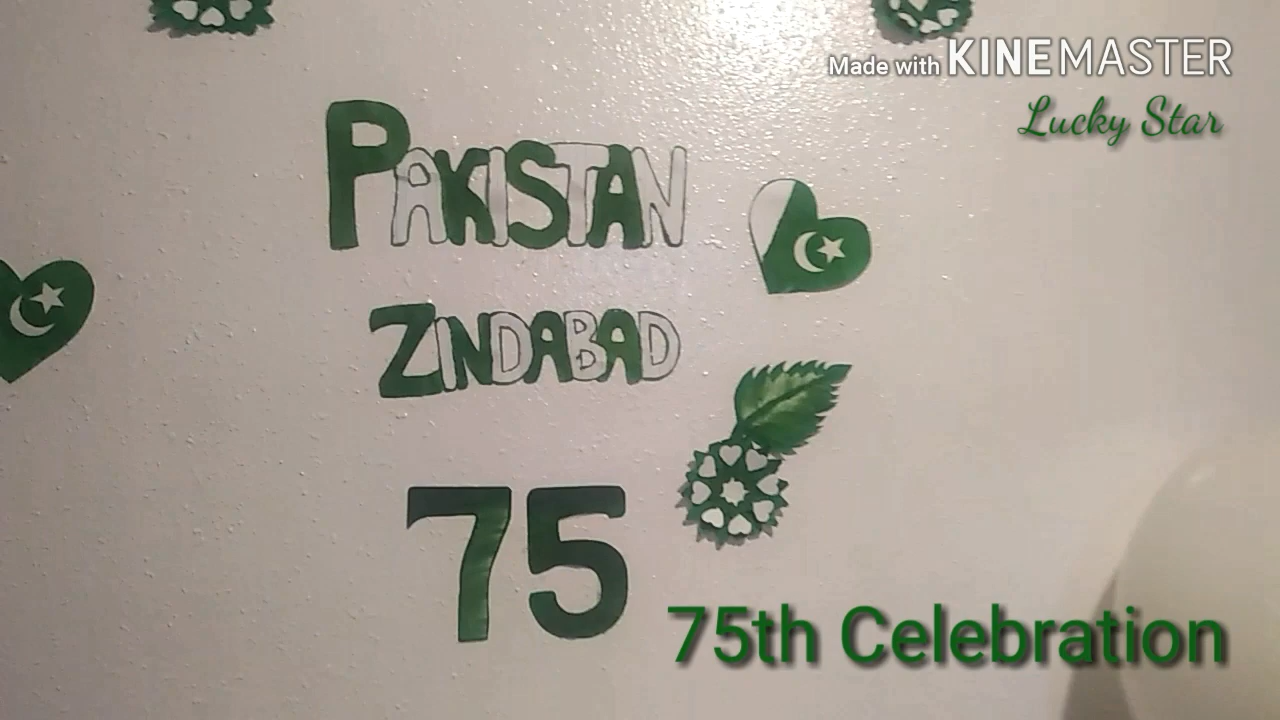 Made with KINEMASTER
Lucky Star
PAKISTAN
ZINDABAD
75
75th Celebration